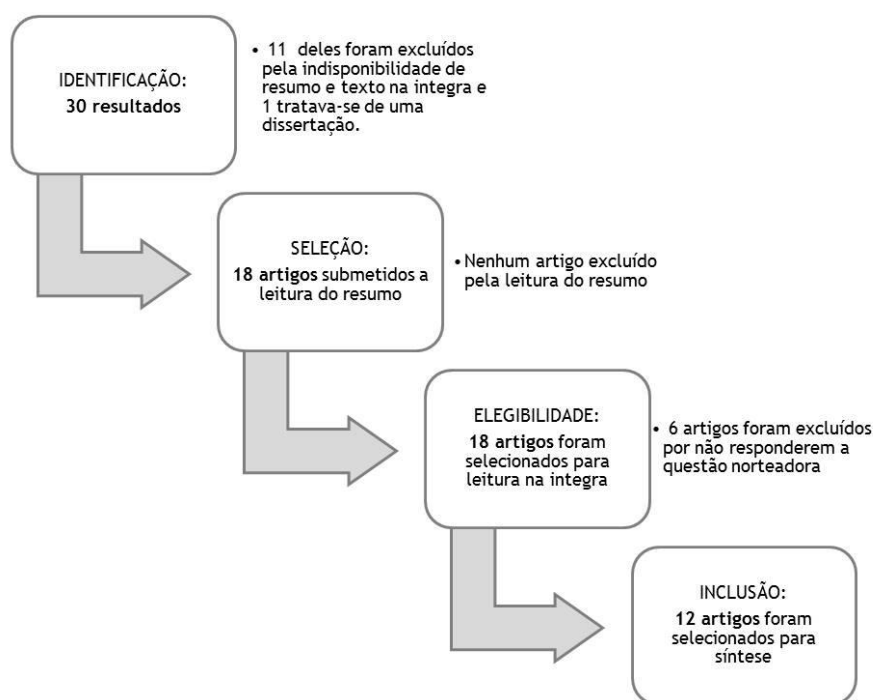 IDENTIFICAÇÃO:
30 resultados
• 11 deles foram excluídos
pela indisponibilidade de
resumo e texto na integra e
1 tratava-se de uma
dissertação.
SELEÇÃO:
18 artigos submetidos a
leitura do resumo
• Nenhum artigo excluído
pela leitura do resumo
ELEGIBILIDADE:
18 artigos foram
selecionados para
leitura na integra
• 6 artigos foram excluídos
por não responderem a
questão norteadora
INCLUSÃO:
12 artigos foram
selecionados para
síntese